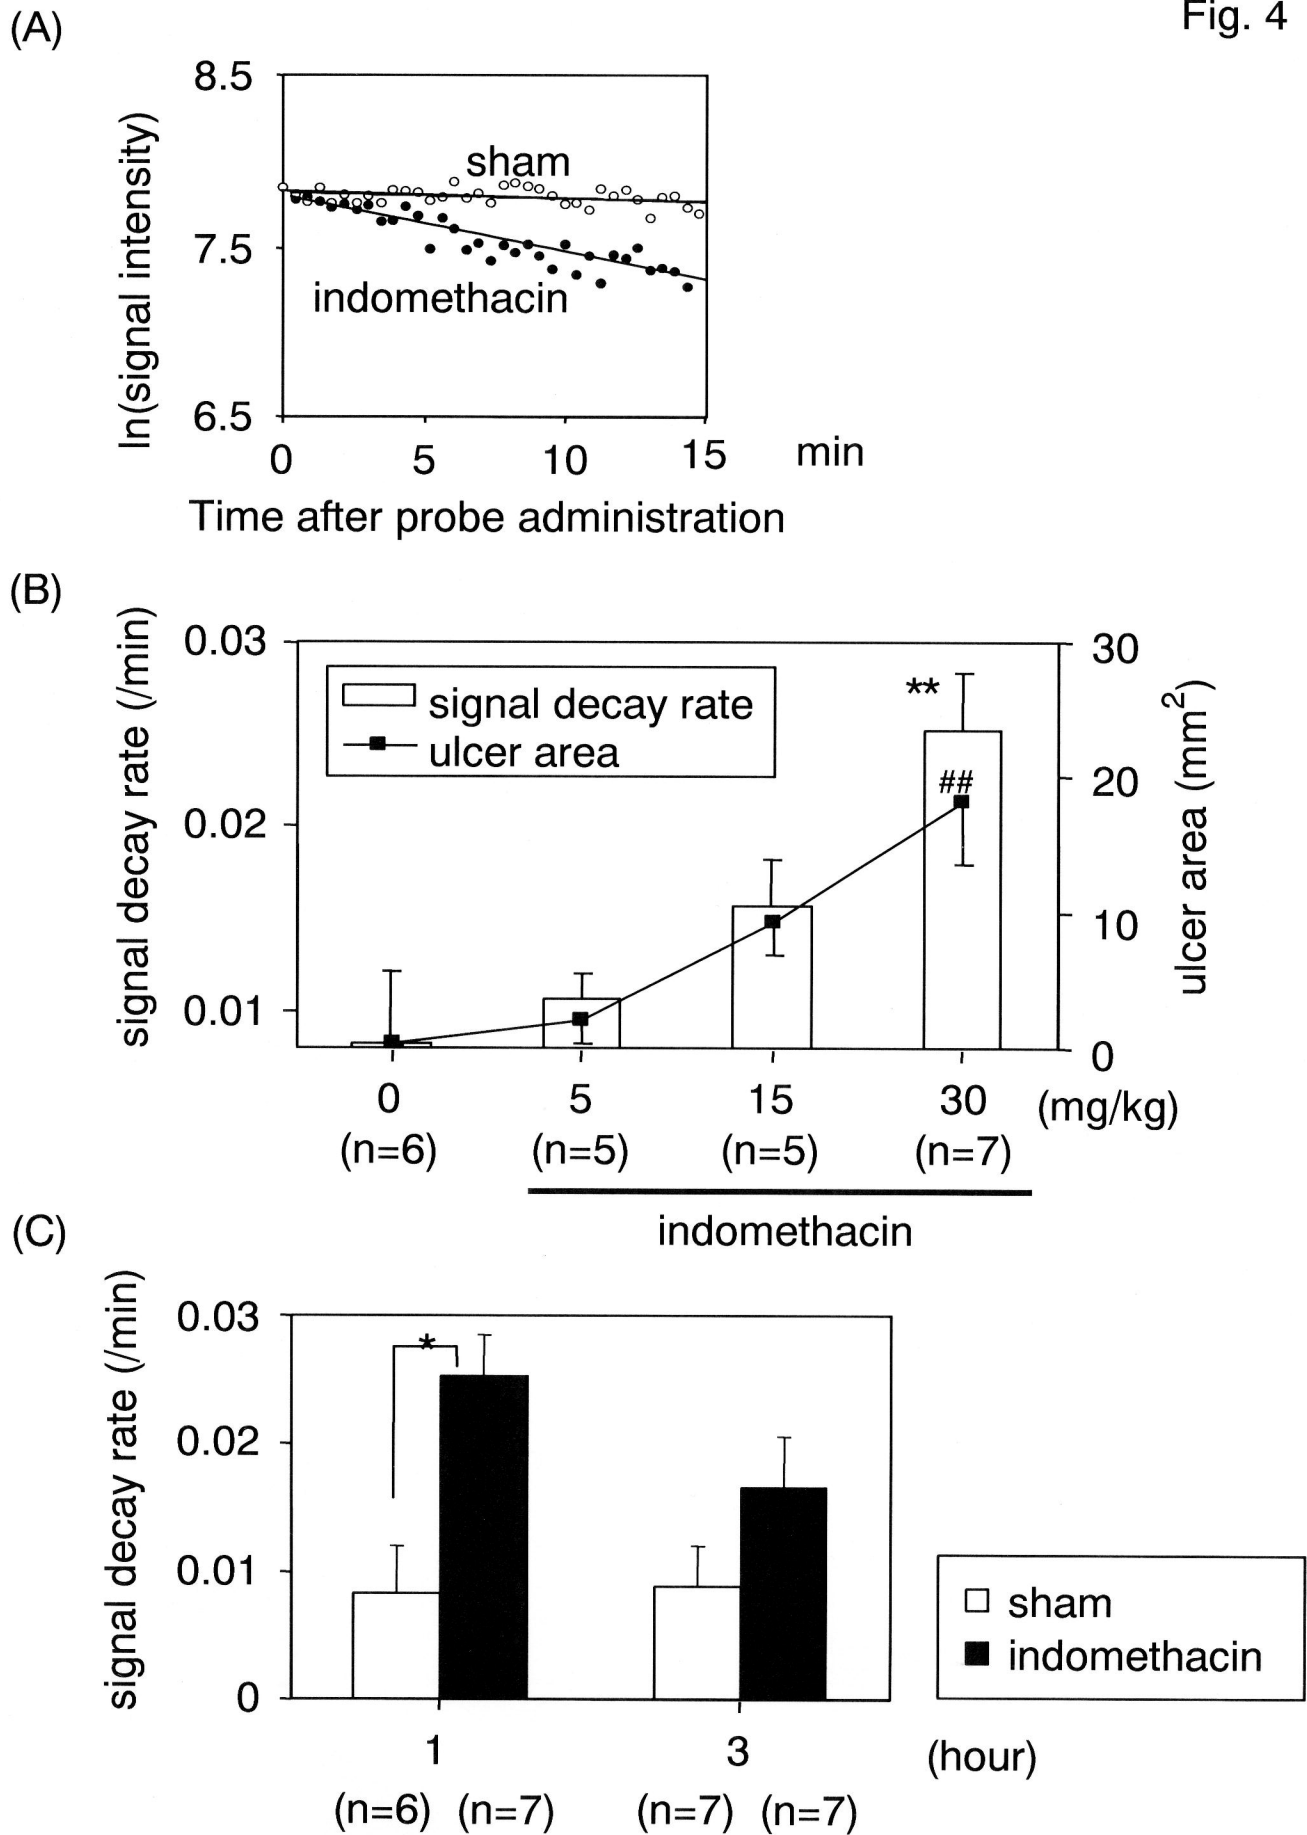 Fig. 4
(A)
ln(signal intensity)
8.5
7.5
6.5
sham
indomethacin
0 5 10 15 min
Time after probe administration
(B)
signal decay rate (/min)
0.03
0.02
0.01
signal decay rate
ulcer area
**
##
30
20
10
0
ulcer area (mm²)
0 5 15 30 (mg/kg)
(n=6) (n=5) (n=5) (n=7)
indomethacin
(C)
signal decay rate (/min)
0.03
0.02
0.01
0
*
sham
indomethacin
1 3 (hour)
(n=6) (n=7) (n=7) (n=7)